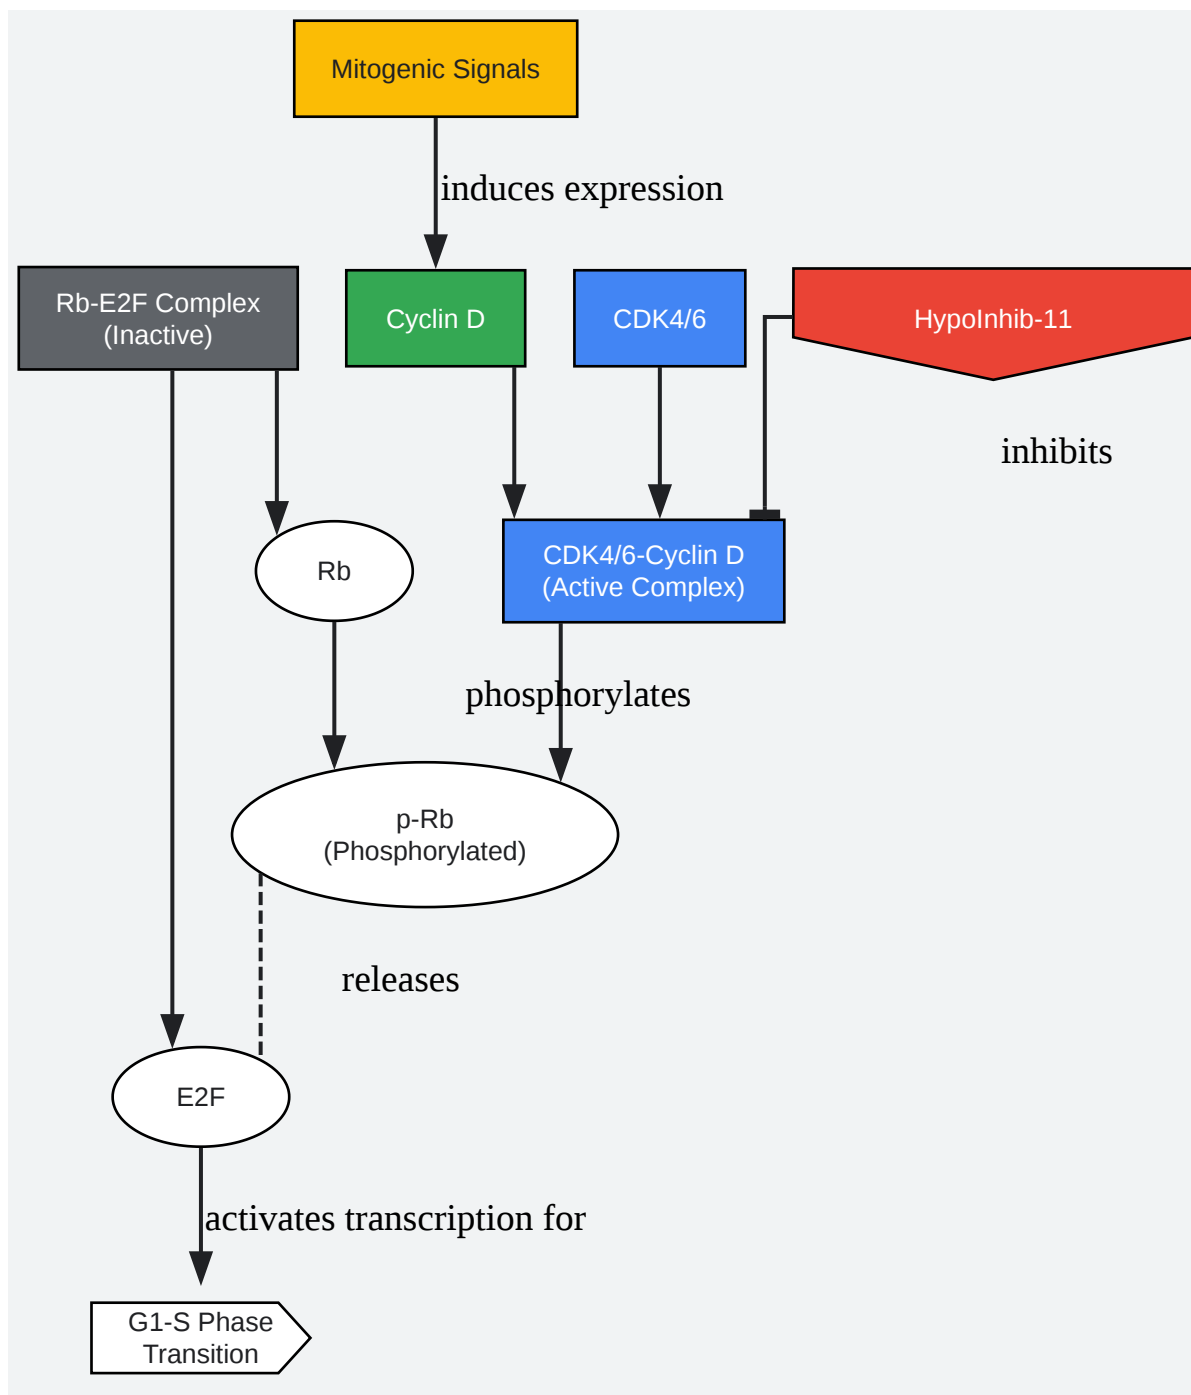 Mitogenic Signals
induces expression
Rb-E2F Complex
(Inactive)
Cyclin D
CDK4/6
HypoInhib-11
inhibits
Rb
CDK4/6-Cyclin D
(Active Complex)
phosphorylates
p-Rb
(Phosphorylated)
releases
E2F
activates transcription for
G1-S Phase
Transition